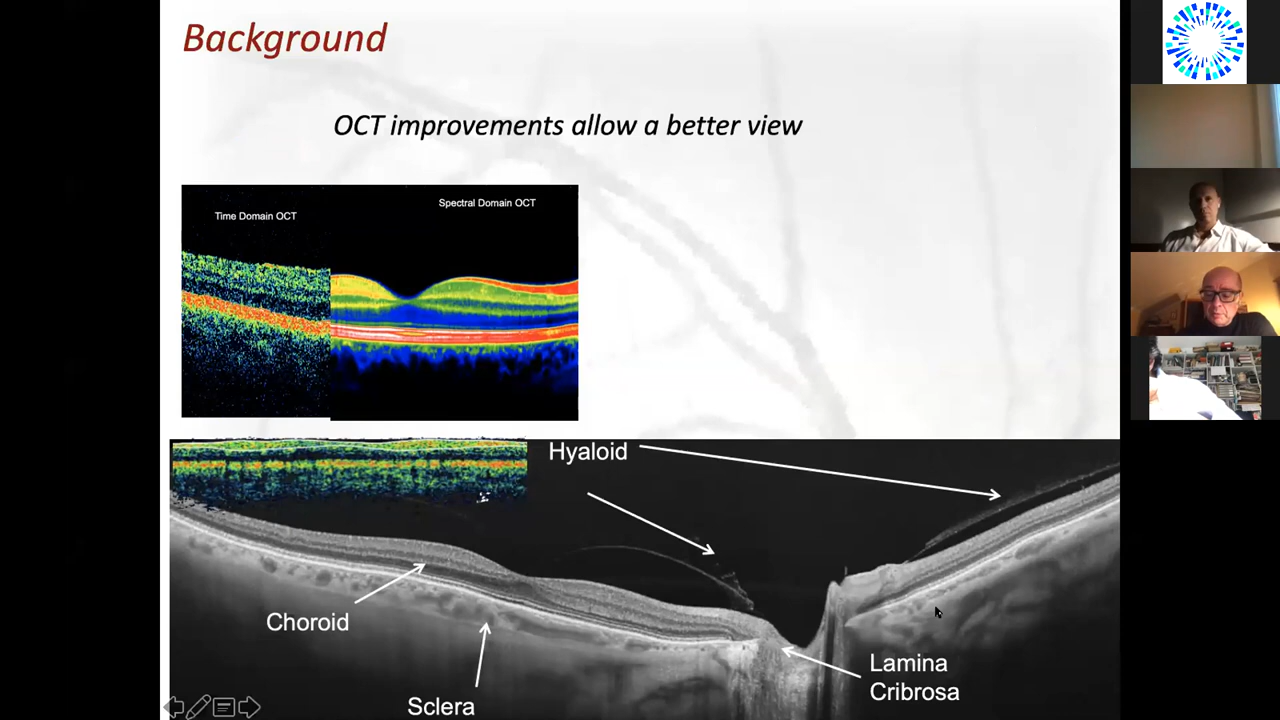 Background
OCT improvements allow a better view
Time Domain OCT
Spectral Domain OCT
Hyaloid
Choroid
Sclera
Lamina
Cribrosa